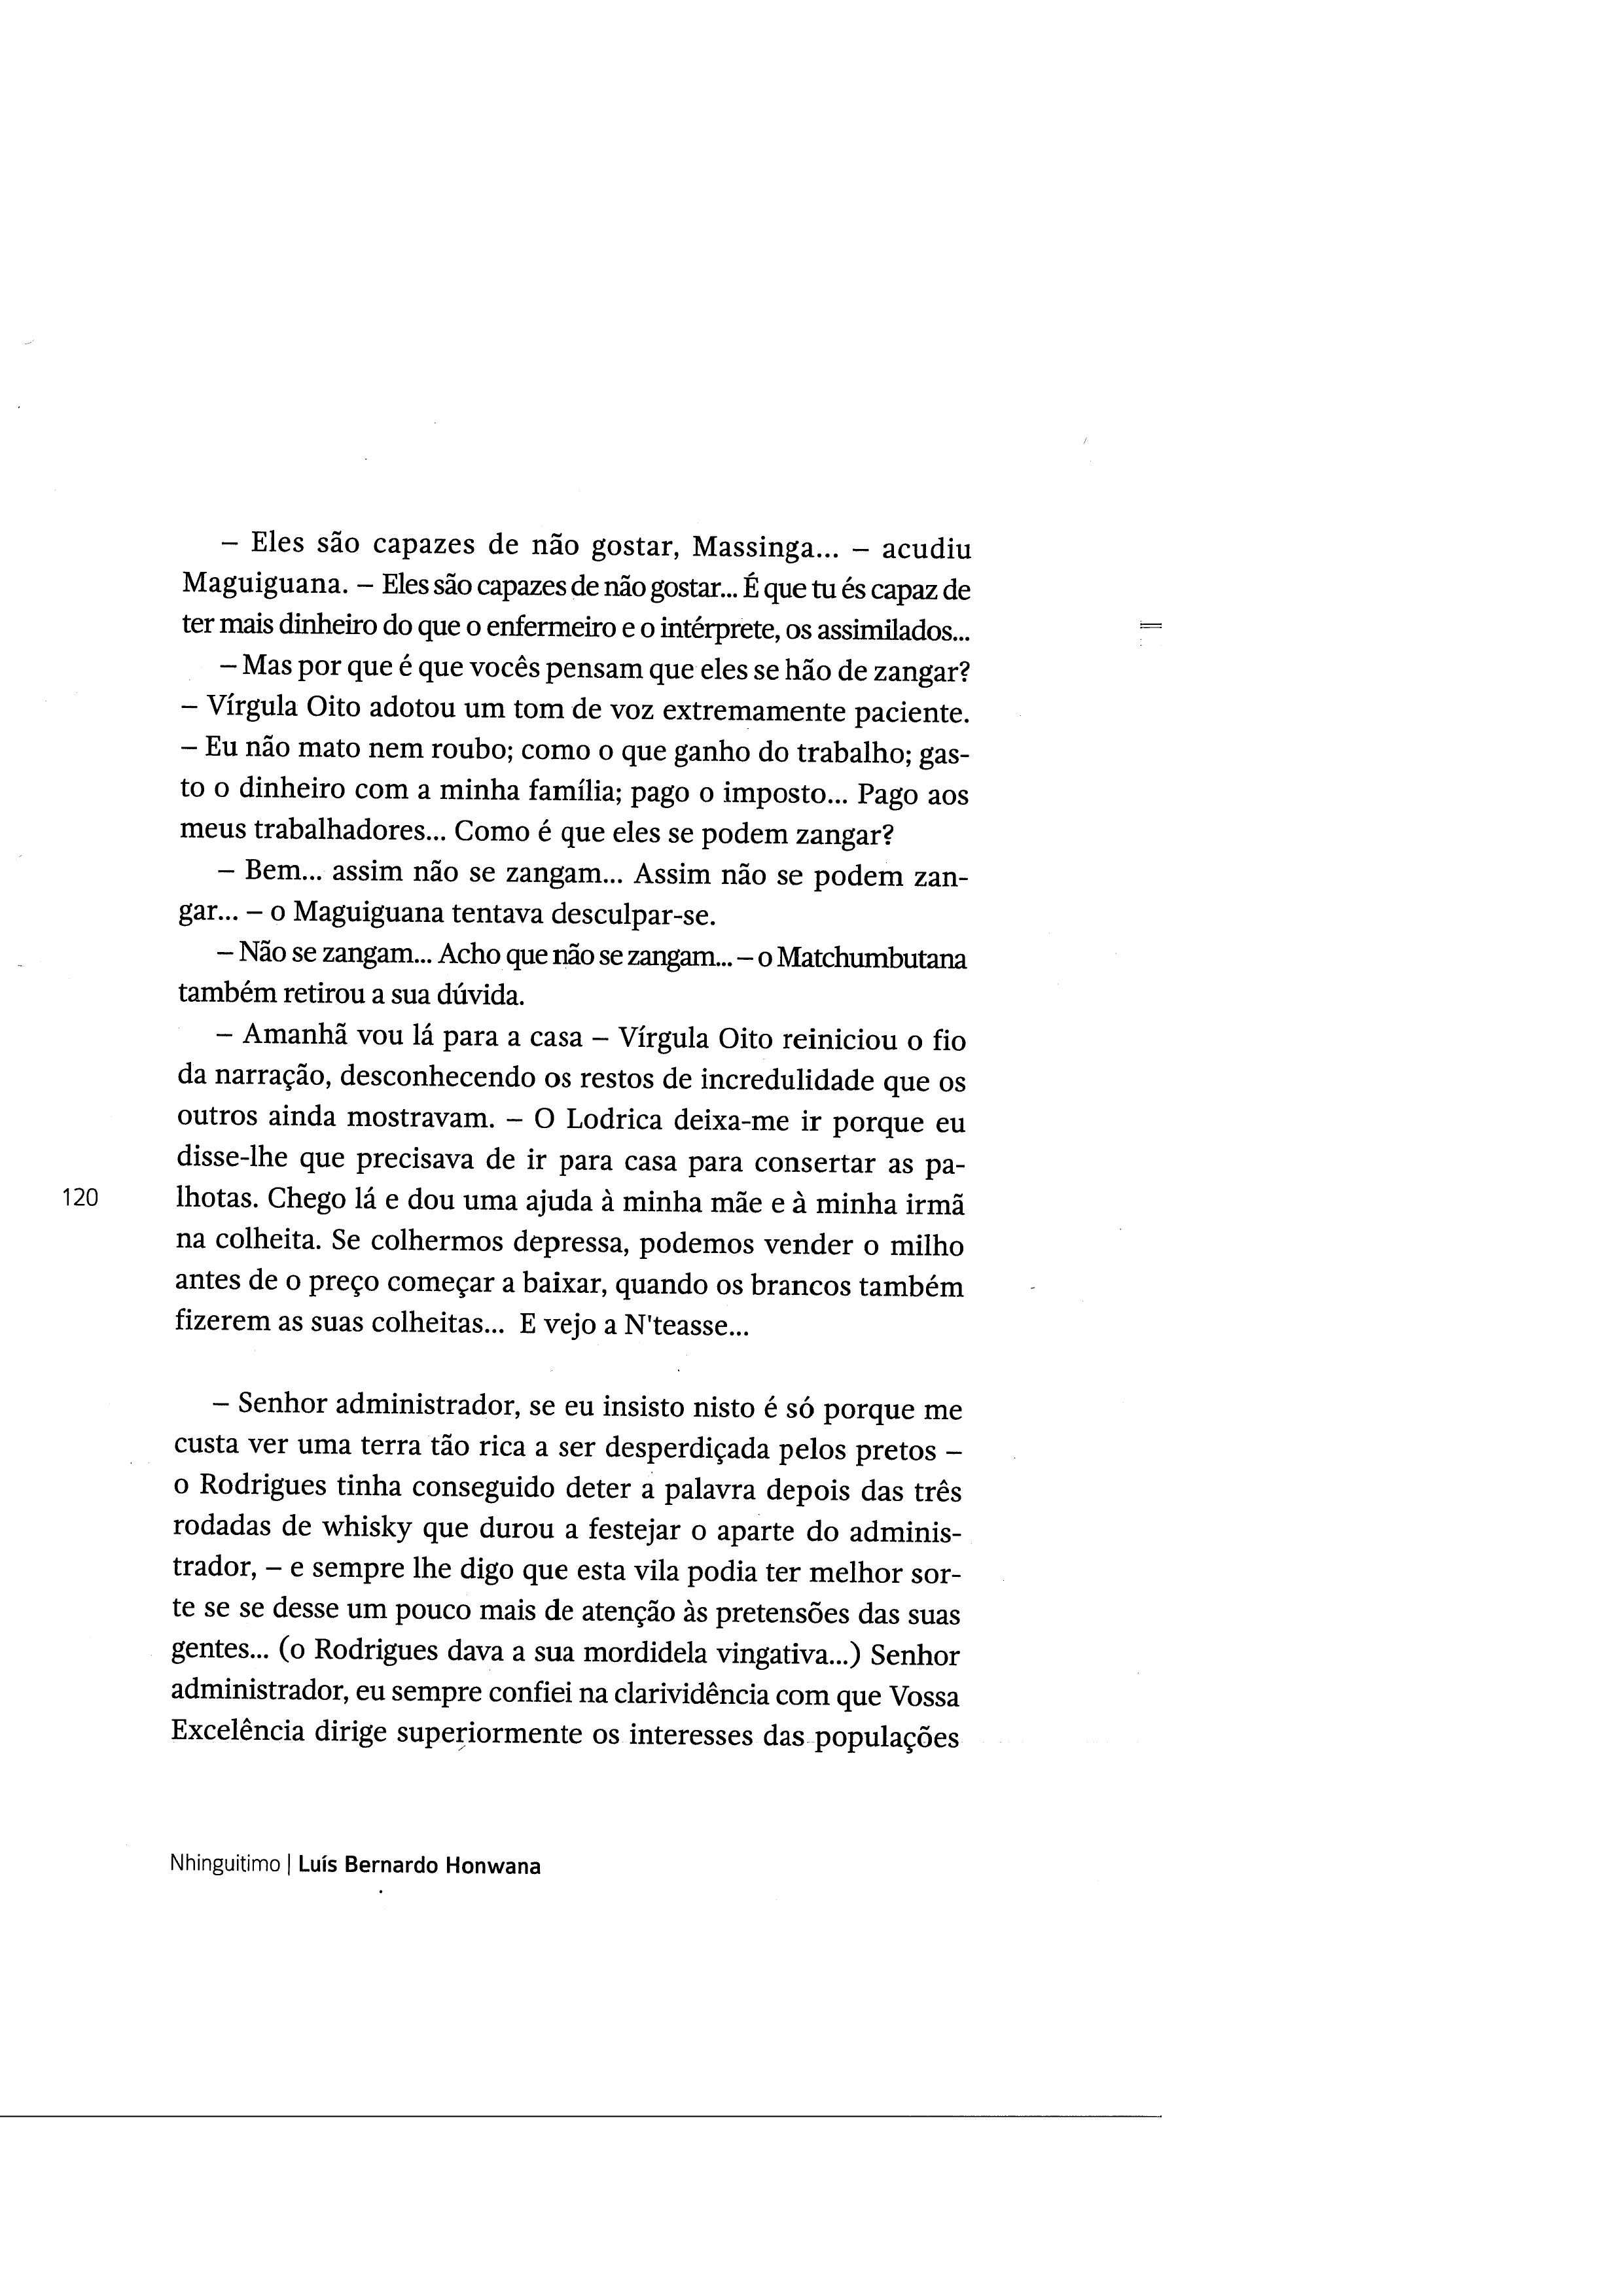 – Eles são capazes de não gostar, Massinga... – acudiu
Maguiguana. – Eles são capazes de não gostar... É que tu és capaz de
ter mais dinheiro do que o enfermeiro e o intérprete, os assimilados...
– Mas por que é que vocês pensam que eles se hão de zangar?
– Vírgula Oito adotou um tom de voz extremamente paciente.
– Eu não mato nem roubo; como o que ganho do trabalho; gas-
to o dinheiro com a minha família; pago o imposto... Pago aos
meus trabalhadores... Como é que eles se podem zangar?
– Bem... assim não se zangam... Assim não se podem zan-
gar... – o Maguiguana tentava desculpar-se.
– Não se zangam... Acho que não se zangam... – o Matchumbutana
também retirou a sua dúvida.
– Amanhã vou lá para a casa – Vírgula Oito reiniciou o fio
da narração, desconhecendo os restos de incredulidade que os
outros ainda mostravam. – O Lodrica deixa-me ir porque eu
disse-lhe que precisava de ir para casa para consertar as pa-
lhotas. Chego lá e dou uma ajuda à minha mãe e à minha irmã
na colheita. Se colhermos depressa, podemos vender o milho
antes de o preço começar a baixar, quando os brancos também
fizerem as suas colheitas... E vejo a N'teasse...
– Senhor administrador, se eu insisto nisto é só porque me
custa ver uma terra tão rica a ser desperdiçada pelos pretos –
o Rodrigues tinha conseguido deter a palavra depois das três
rodadas de whisky que durou a festejar o aparte do adminis-
trador, – e sempre lhe digo que esta vila podia ter melhor sor-
te se se desse um pouco mais de atenção às pretensões das suas
gentes... (o Rodrigues dava a sua mordidela vingativa...) Senhor
administrador, eu sempre confiei na clarividência com que Vossa
Excelência dirige superiormente os interesses das populações
120
Nhinguitimo | Luís Bernardo Honwana